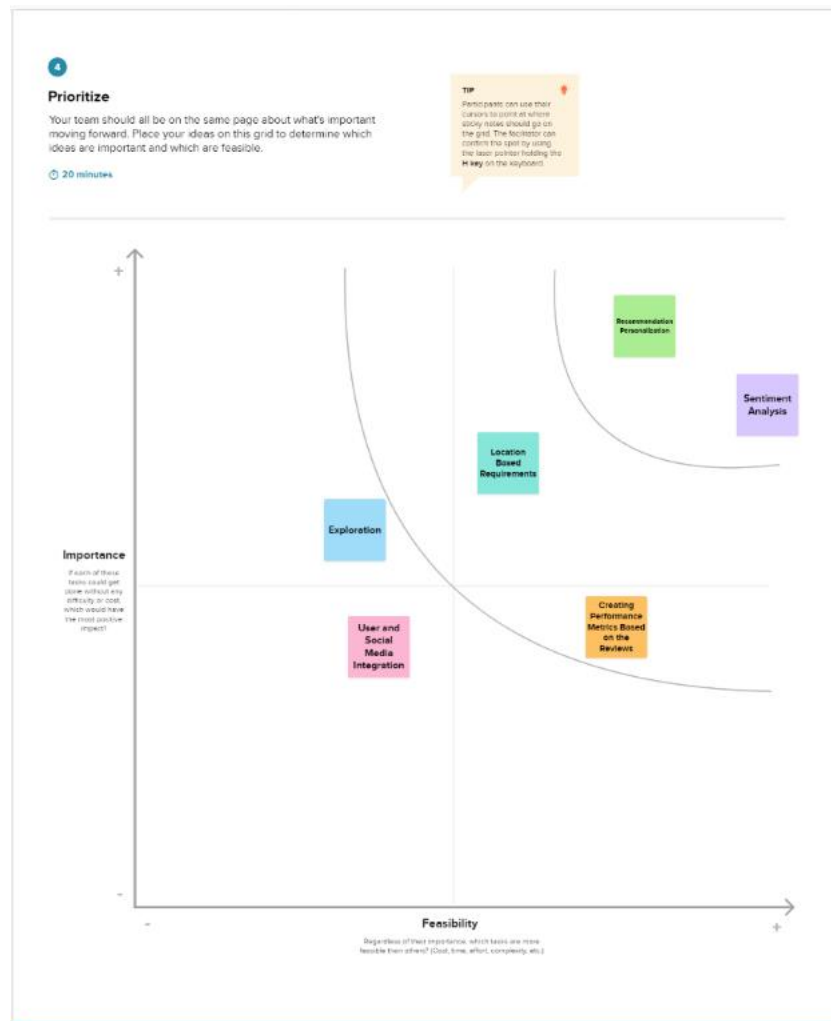 4
Prioritize
Your team should all be on the same page about what's important
moving forward. Place your ideas on this grid to determine which
ideas are important and which are feasible.
20 minutes
TIP
Participants can use their
cursors to point at where
sticky notes should go on
the grid. The facilitator can
confirm the spot by using
the laser pointer holding the
H key on the keyboard.
+
Recommendation
Personalization
Sentiment
Analysis
Location
Based
Requirements
Exploration
Importance
If each of these
tasks could get
done without any
difficulty or cost,
which would have
the most positive
impact?
User and
Social
Media
Integration
Creating
Performance
Metrics Based
on the
Reviews
-
-
Feasibility
+
Regardless of their importance, which tasks are more
feasible than others? (Cost, time, effort, complexity, etc.)